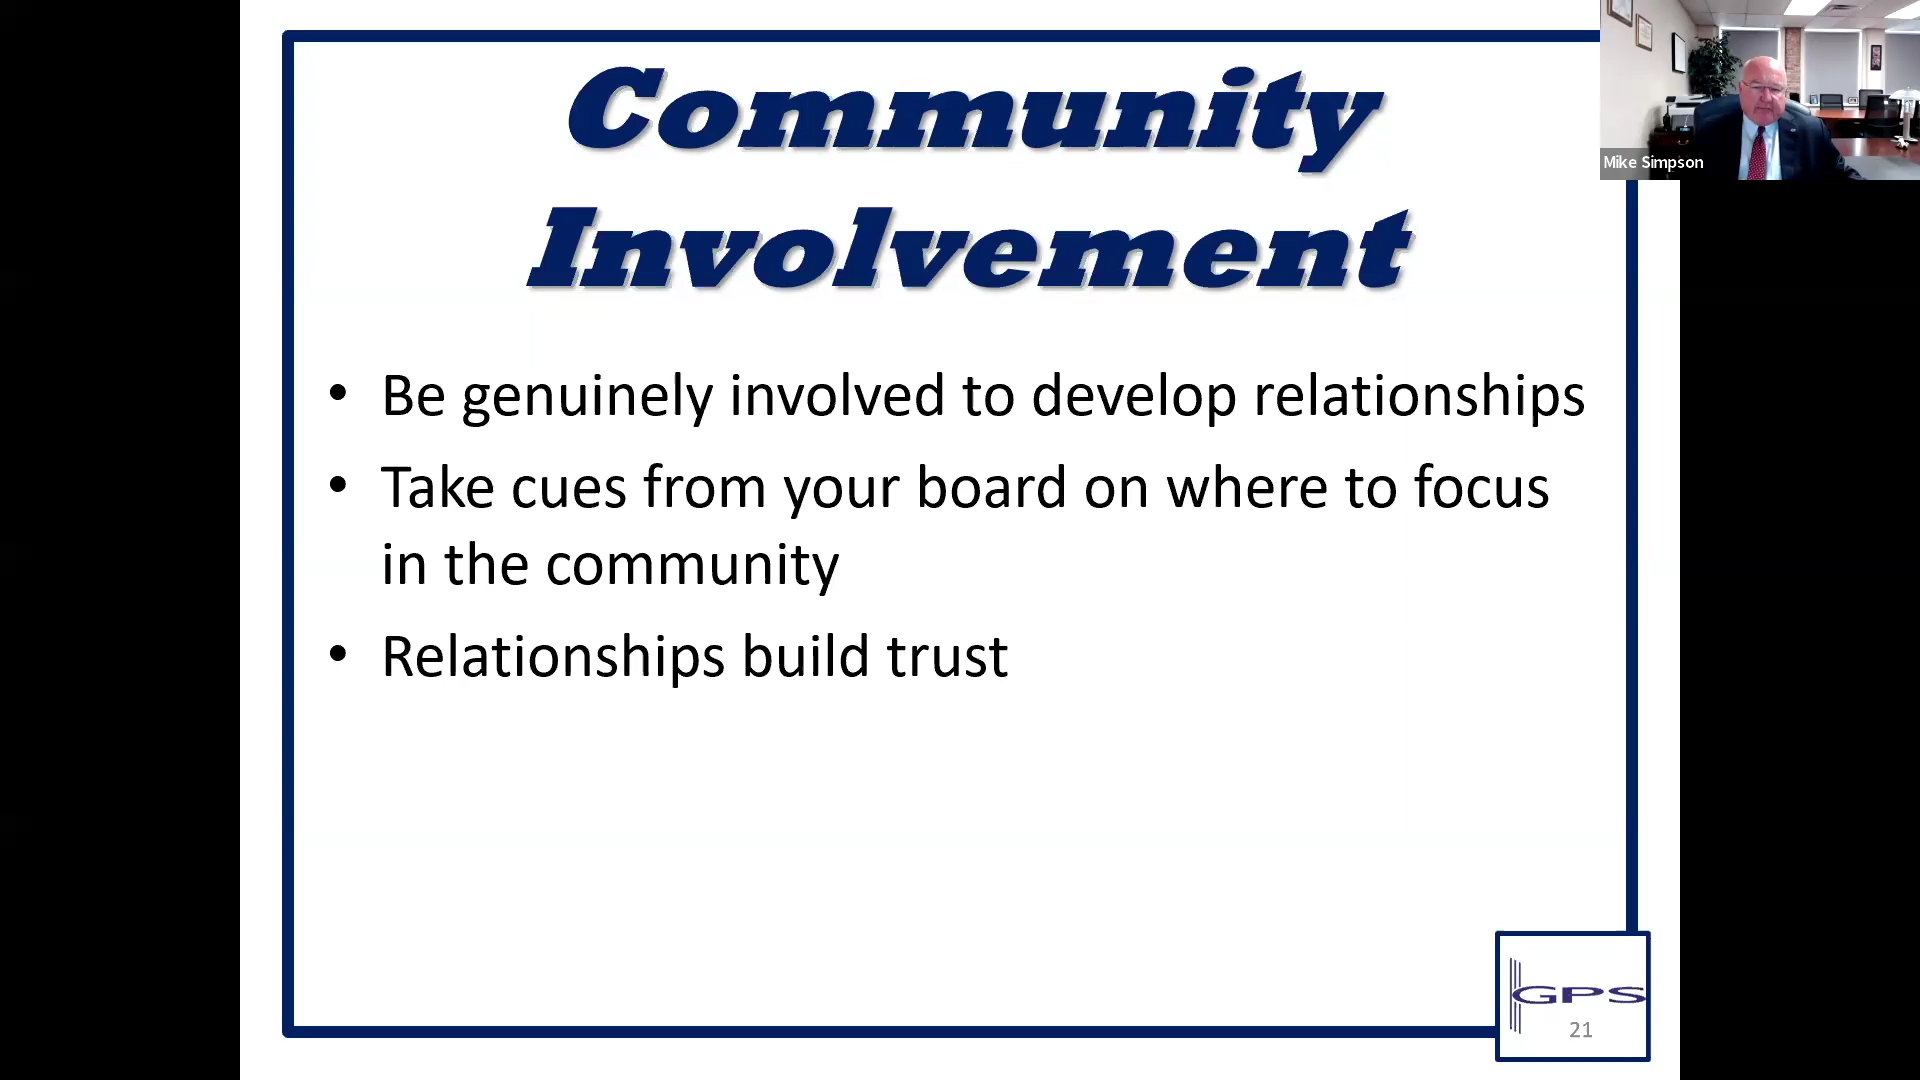 Community
Involvement
Mike Simpson
• Be genuinely involved to develop relationships
• Take cues from your board on where to focus
in the community
• Relationships build trust
GPS
21